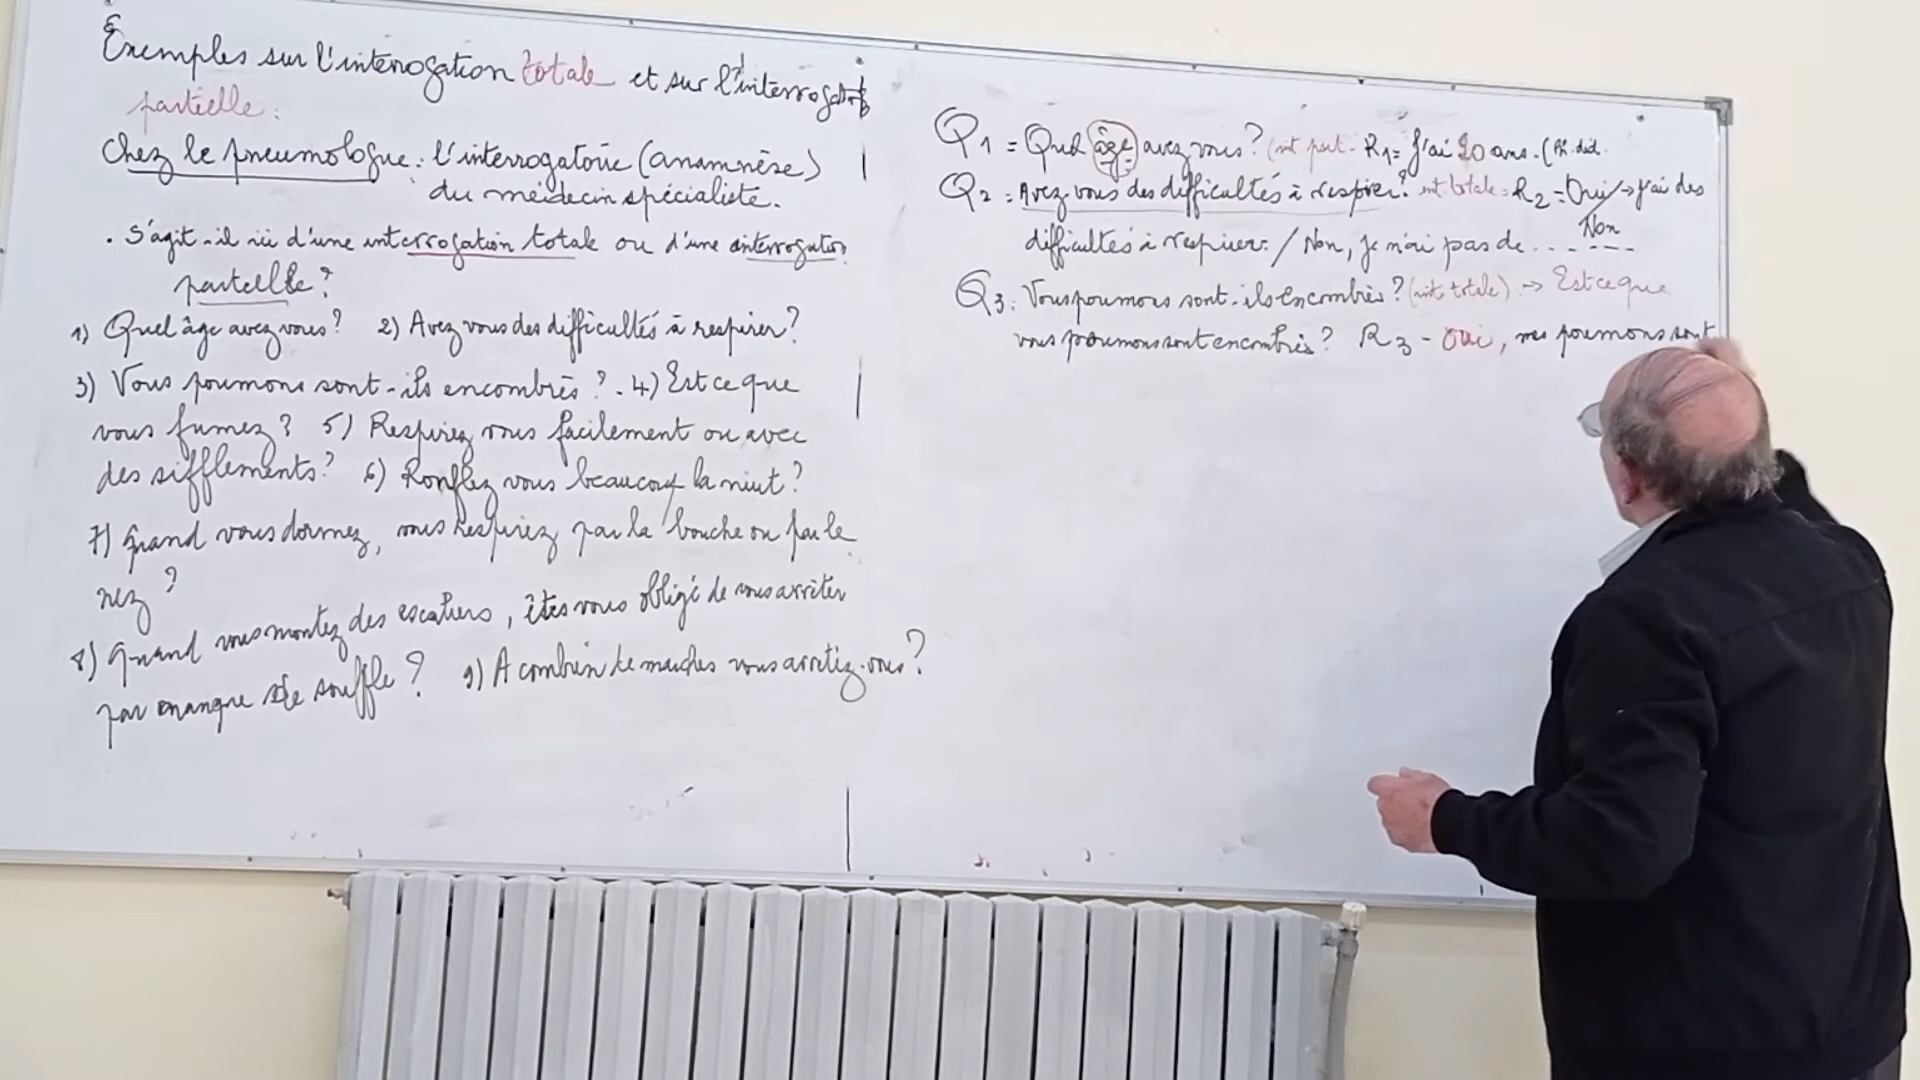 Exemples sur l'interrogation totale et sur l'interrogation
partielle :
Chez le pneumologue : l'interrogatoire (anamnèse)
du médecin spécialiste.
. S'agit-il ici d'une interrogation totale ou d'une interrogation
partielle ?
1) Quel âge avez vous ? 2) Avez vous des difficultés à respirer ?
3) Vous poumons sont-ils encombrés ? . 4) Est ce que
vous fumez ? 5) Respirez vous facilement ou avec
des sifflements ? 6) Ronflez vous beaucoup la nuit ?
7) Quand vous dormez, vous respirez par la bouche ou par le
nez ?
8) Quand vous montez des escaliers, êtes vous obligé de vous arrêter
par manque de souffle ? 9) A combien de marches vous arrêtez-vous ?
Q1 = Quel âge avez vous ? (int. part - R1 = J'ai 20 ans. (
Q2 = Avez vous des difficultés à respirer ? int. totale = R2 = Oui → j'ai des
Non
difficultés à respirer / Non, je n'ai pas de ... - - -
Q3 : Vous poumons sont-ils encombrés ? (int totale) → Est ce que
vous poumons sont encombrés ? R3 - oui, mes poumons sont